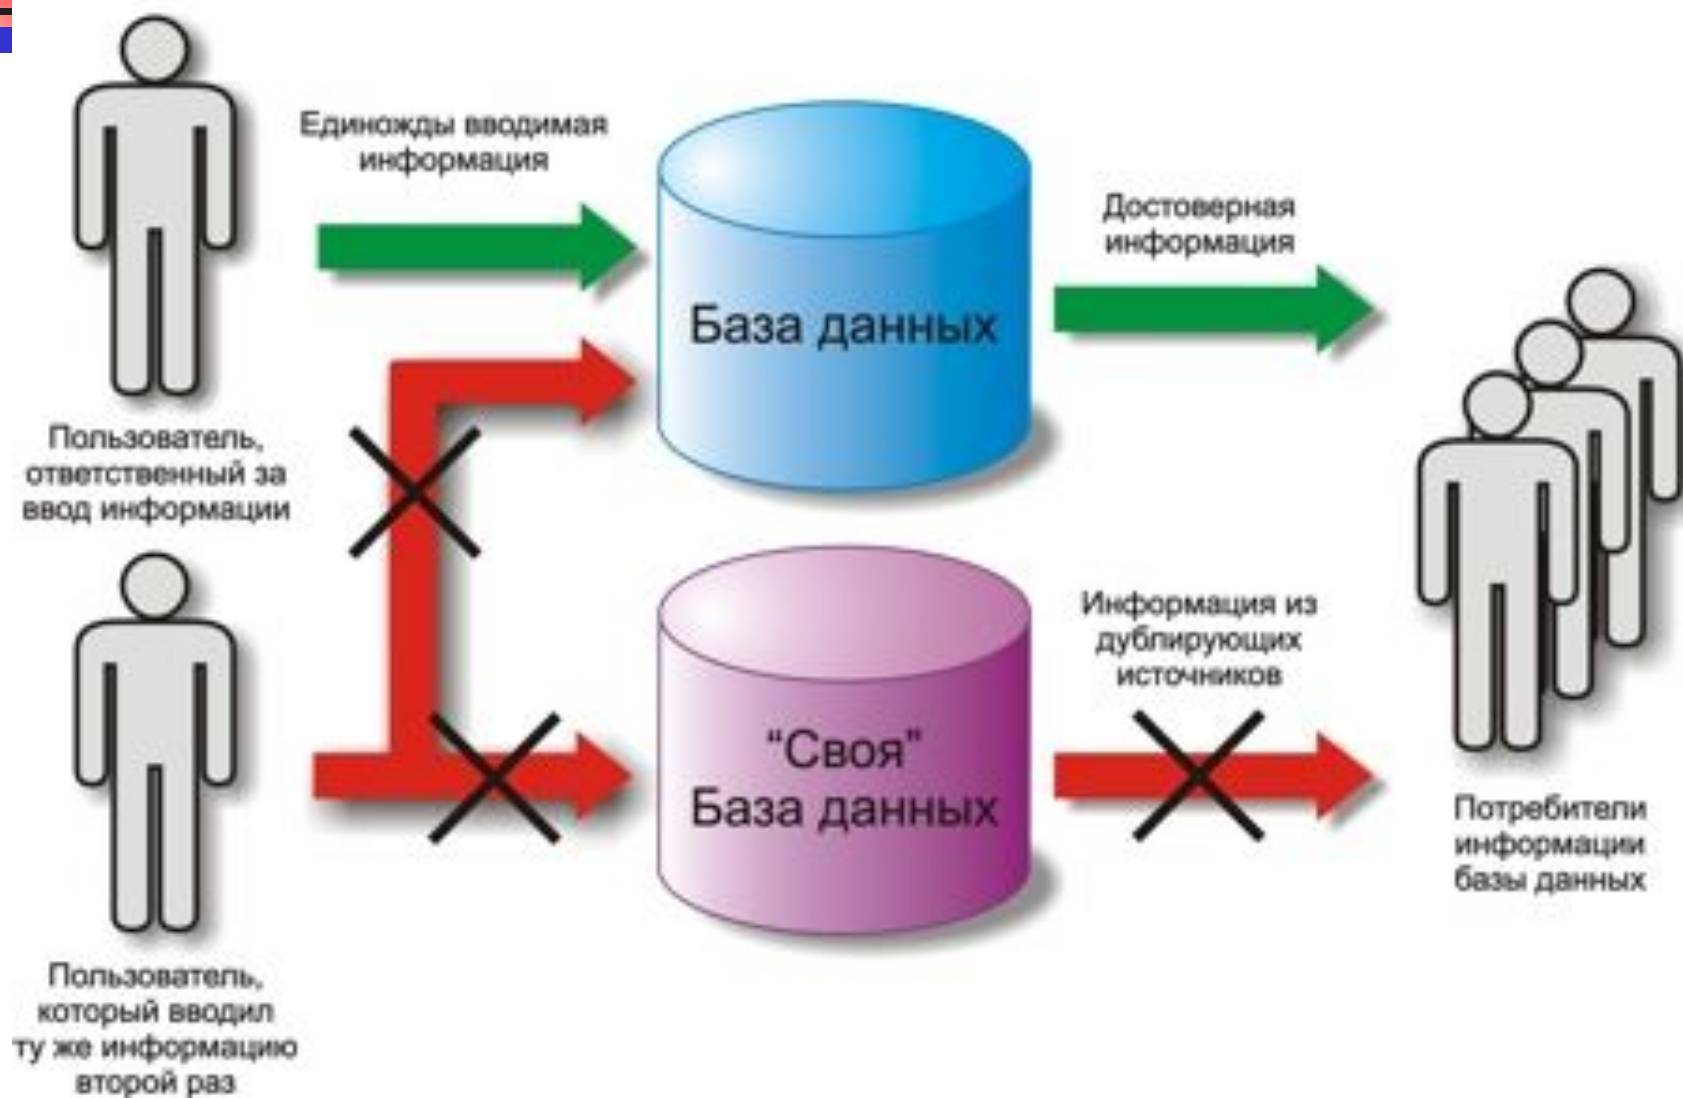 Единожды вводимая
информация
Достоверная
информация
База данных
Пользователь,
ответственный за
ввод информации
Информация из
дублирующих
источников
“Своя”
База данных
Потребители
информации
базы данных
Пользователь,
который вводил
ту же информацию
второй раз